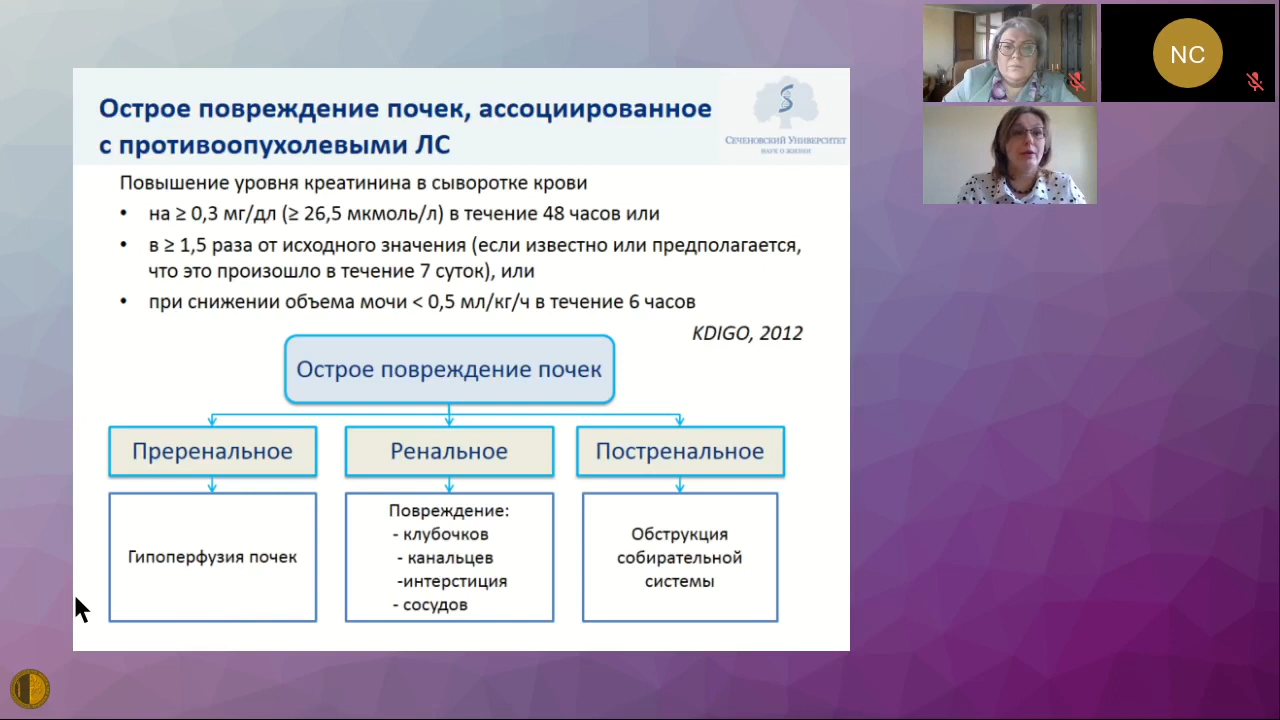 Острое повреждение почек, ассоциированное
с противоопухолевыми ЛС
СЕЧЕНОВСКИЙ УНИВЕРСИТЕТ
НАУК О ЖИЗНИ
Повышение уровня креатинина в сыворотке крови
• на ≥ 0,3 мг/дл (≥ 26,5 мкмоль/л) в течение 48 часов или
• в ≥ 1,5 раза от исходного значения (если известно или предполагается,
что это произошло в течение 7 суток), или
• при снижении объема мочи < 0,5 мл/кг/ч в течение 6 часов
KDIGO, 2012
Острое повреждение почек
Преренальное
Ренальное
Постренальное
Гипоперфузия почек
Повреждение:
- клубочков
- канальцев
-интерстиция
- сосудов
Обструкция
собирательной
системы
NC